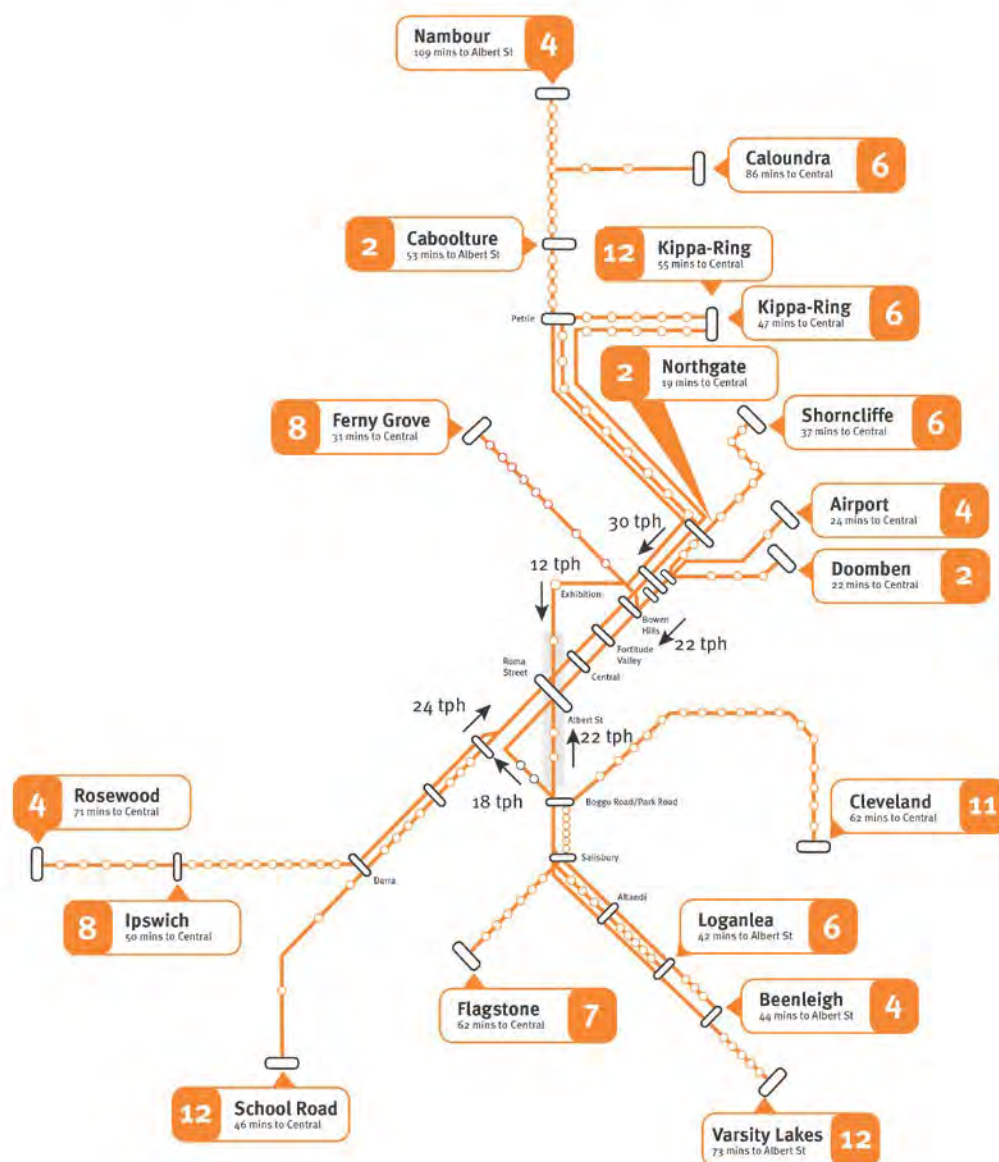 Nambour
109 mins to Albert St
4
Caloundra
86 mins to Central
6
2
Caboolture
53 mins to Albert St
12
Kippa-Ring
55 mins to Central
Petrie
Kippa-Ring
47 mins to Central
6
2
Northgate
19 mins to Central
8
Ferny Grove
31 mins to Central
Shorncliffe
37 mins to Central
6
Airport
24 mins to Central
4
30 tph
12 tph
Doomben
22 mins to Central
2
Exhibition
Bowen
Hills
22 tph
Fortitude
Valley
Roma
Street
Central
24 tph
Albert St
22 tph
18 tph
Boggo Road/Park Road
4
Rosewood
71 mins to Central
Cleveland
62 mins to Central
11
Salisbury
Darra
Altandi
8
Ipswich
50 mins to Central
Loganlea
42 mins to Albert St
6
Flagstone
62 mins to Central
7
Beenleigh
44 mins to Albert St
4
12
School Road
46 mins to Central
Varsity Lakes
73 mins to Albert St
12